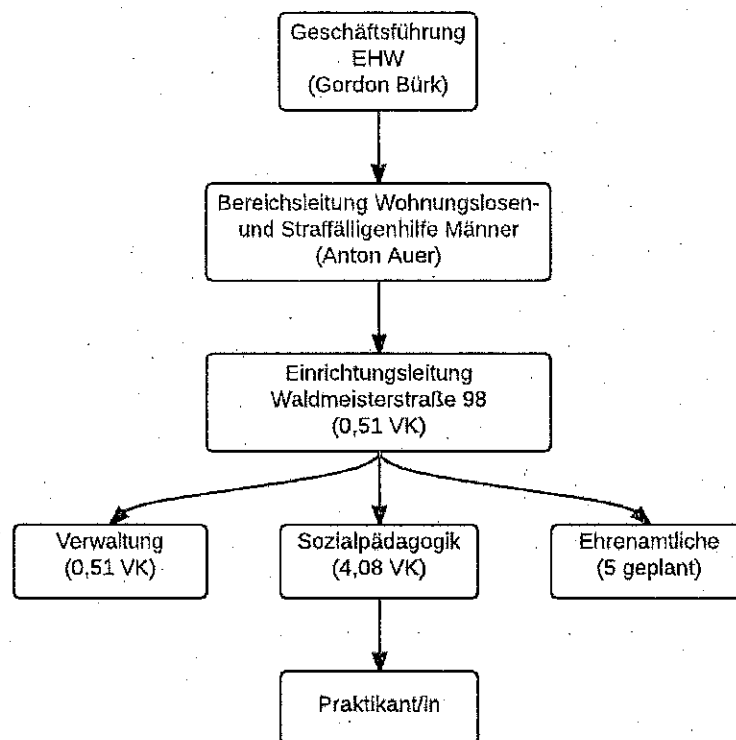 Geschäftsführung
EHW
(Gordon Bürk)
Bereichsleitung Wohnungslosen-
und Straffälligenhilfe Männer
(Anton Auer)
Einrichtungsleitung
Waldmeisterstraße 98
(0,51 VK)
Verwaltung
(0,51 VK)
Sozialpädagogik
(4,08 VK)
Ehrenamtliche
(5 geplant)
Praktikant/in